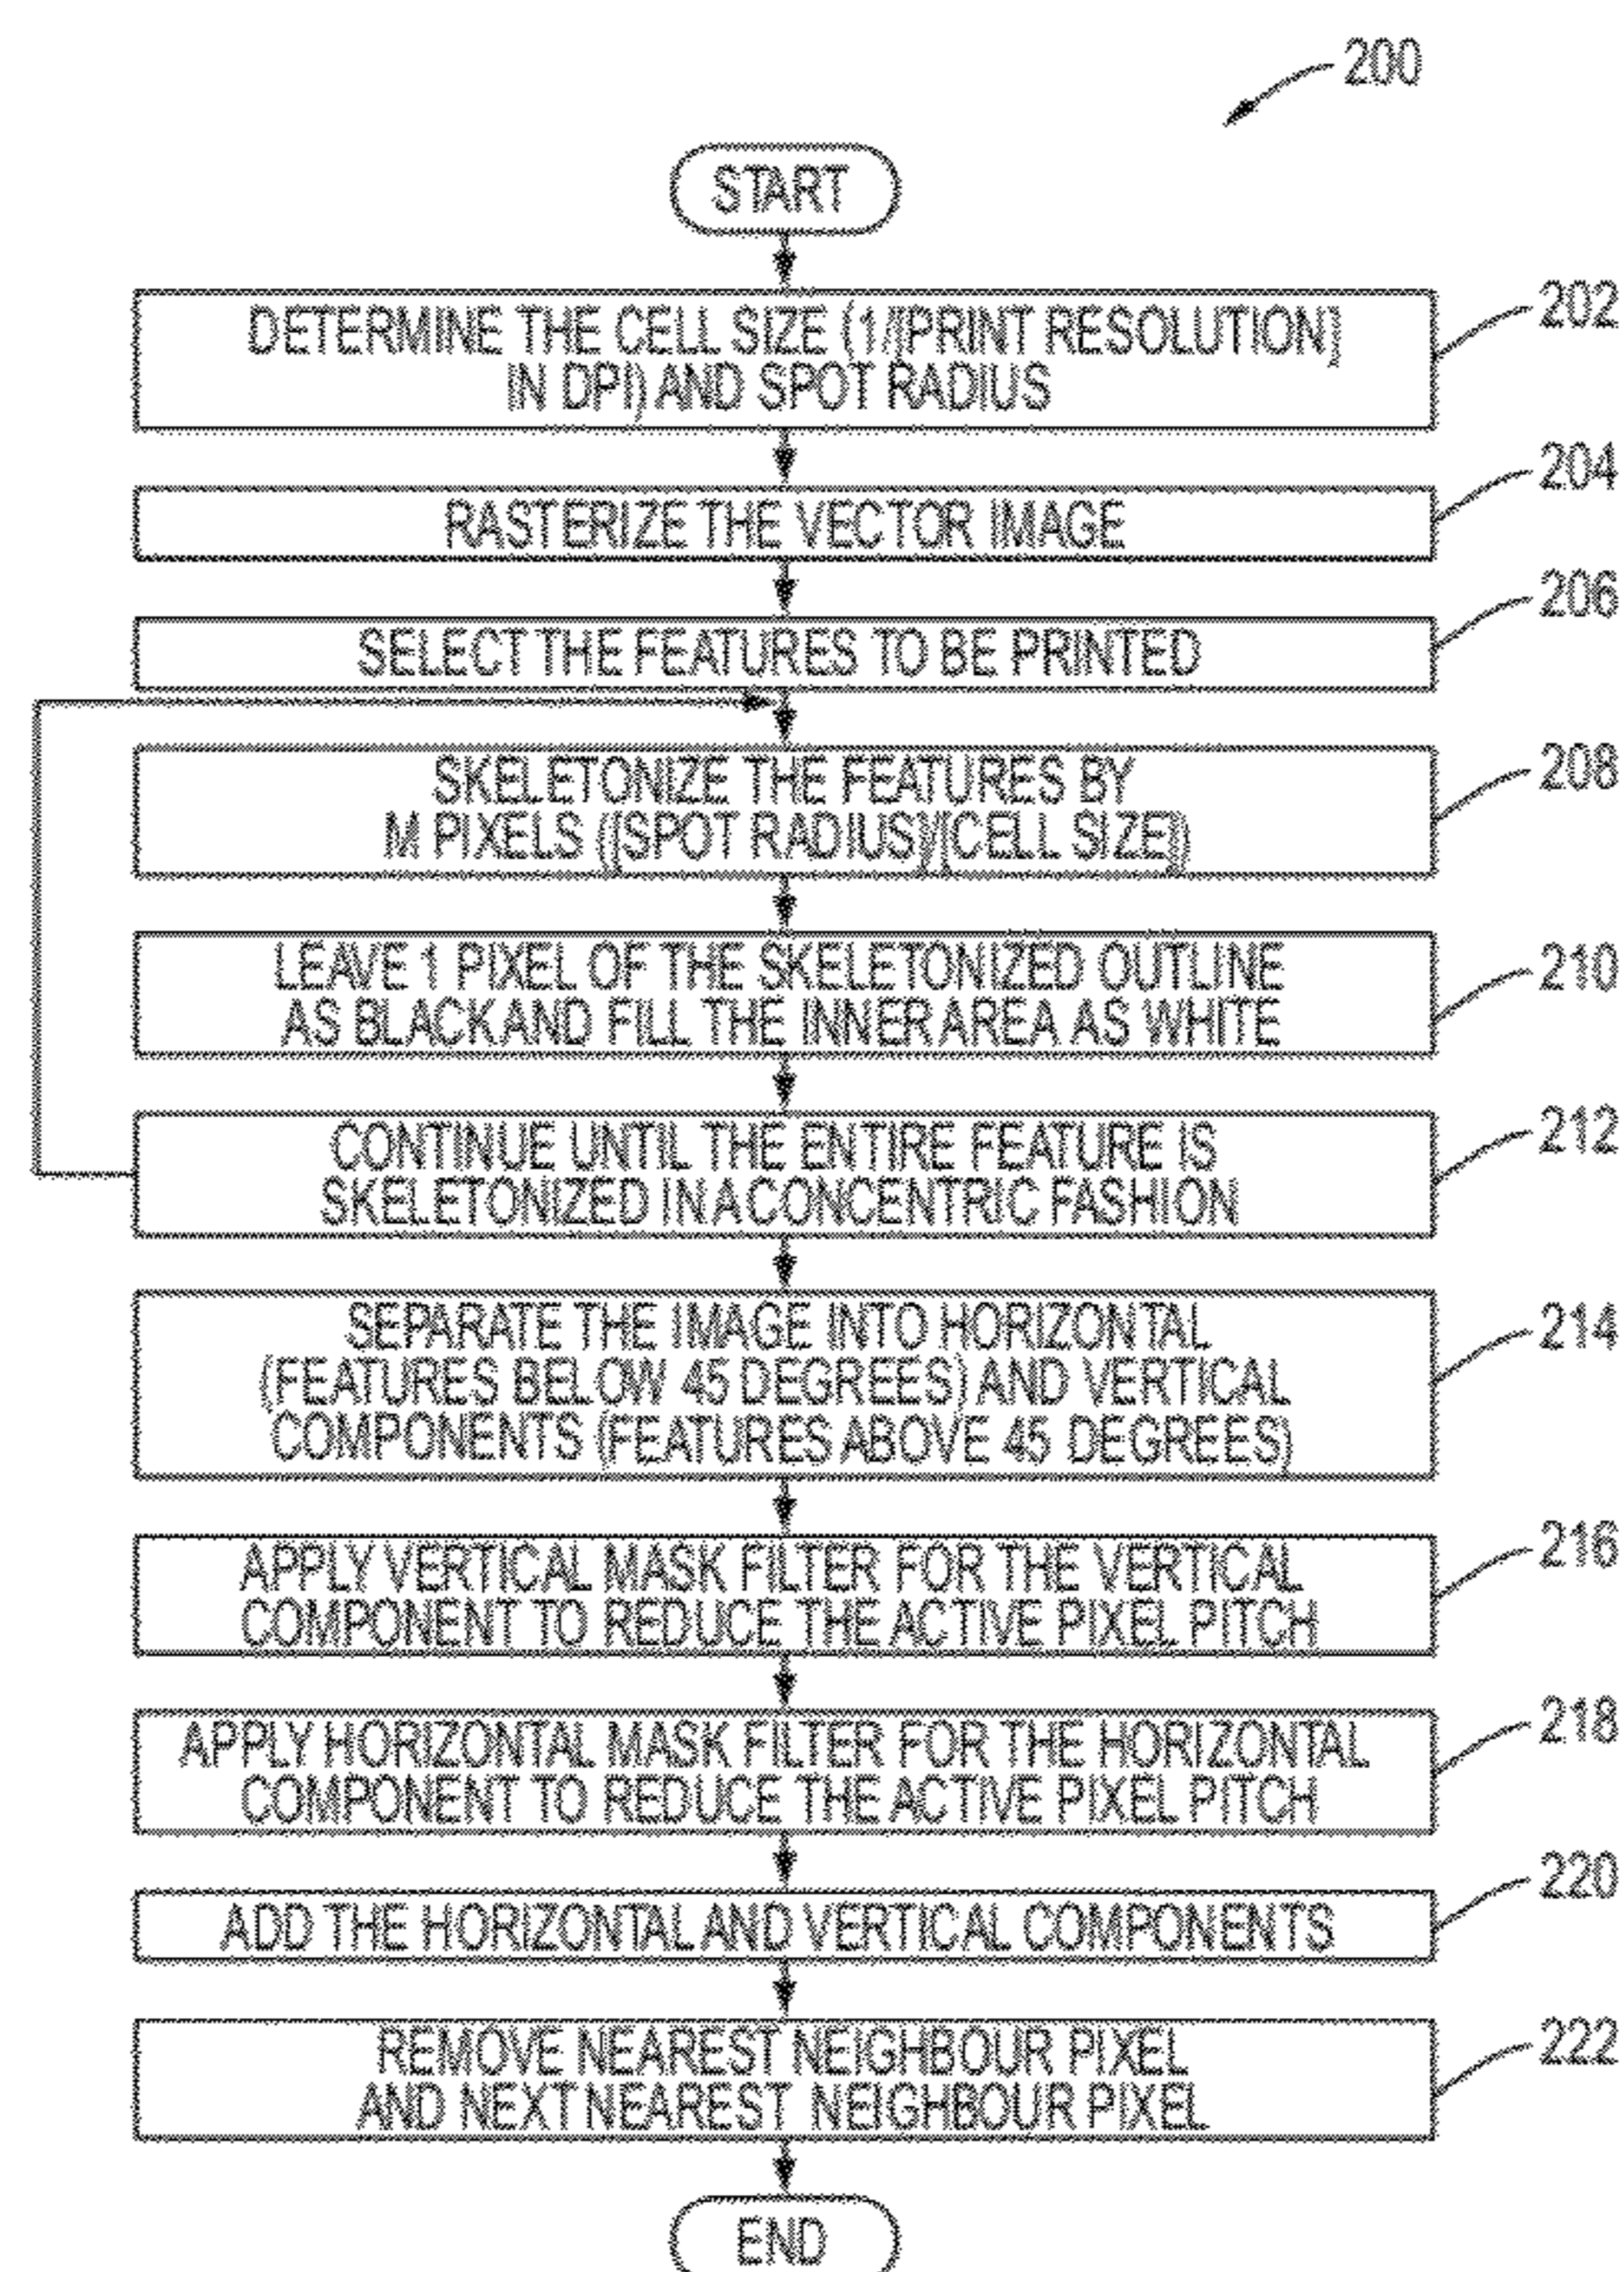 200
START
DETERMINE THE CELL SIZE (1/[PRINT RESOLUTION]
IN DPI) AND SPOT RADIUS
202
RASTERIZE THE VECTOR IMAGE
204
SELECT THE FEATURES TO BE PRINTED
206
SKELETONIZE THE FEATURES BY
M PIXELS ([SPOT RADIUS]/[CELL SIZE])
208
LEAVE 1 PIXEL OF THE SKELETONIZED OUTLINE
AS BLACK AND FILL THE INNER AREA AS WHITE
210
CONTINUE UNTIL THE ENTIRE FEATURE IS
SKELETONIZED IN A CONCENTRIC FASHION
212
SEPARATE THE IMAGE INTO HORIZONTAL
(FEATURES BELOW 45 DEGREES) AND VERTICAL
COMPONENTS (FEATURES ABOVE 45 DEGREES)
214
APPLY VERTICAL MASK FILTER FOR THE VERTICAL
COMPONENT TO REDUCE THE ACTIVE PIXEL PITCH
216
APPLY HORIZONTAL MASK FILTER FOR THE HORIZONTAL
COMPONENT TO REDUCE THE ACTIVE PIXEL PITCH
218
ADD THE HORIZONTAL AND VERTICAL COMPONENTS
220
REMOVE NEAREST NEIGHBOUR PIXEL
AND NEXT NEAREST NEIGHBOUR PIXEL
222
END